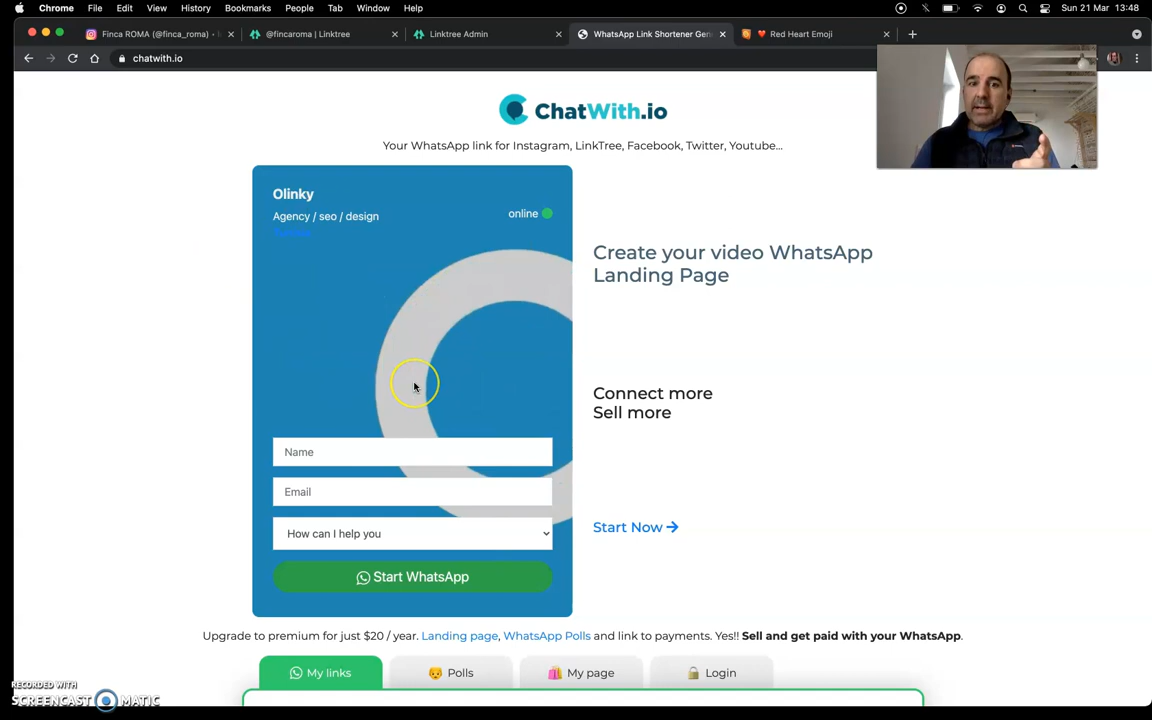 Chrome File Edit View History Bookmarks People Tab Window Help Sun 21 Mar 13:48
Finca ROMA (@finca_roma) •
@fincaroma | Linktree
Linktree Admin
WhatsApp Link Shortener Gen
Red Heart Emoji
chatwith.io
ChatWith.io
Your WhatsApp link for Instagram, LinkTree, Facebook, Twitter, Youtube...
Olinky
Agency / seo / design
online
Create your video WhatsApp
Landing Page
Connect more
Sell more
Name
Email
How can I help you
Start Now
Start WhatsApp
Upgrade to premium for just $20 / year. Landing page, WhatsApp Polls and link to payments. Yes!! Sell and get paid with your WhatsApp.
My links
Polls
My page
Login
RECORDED WITH
SCREENCAST MATIC